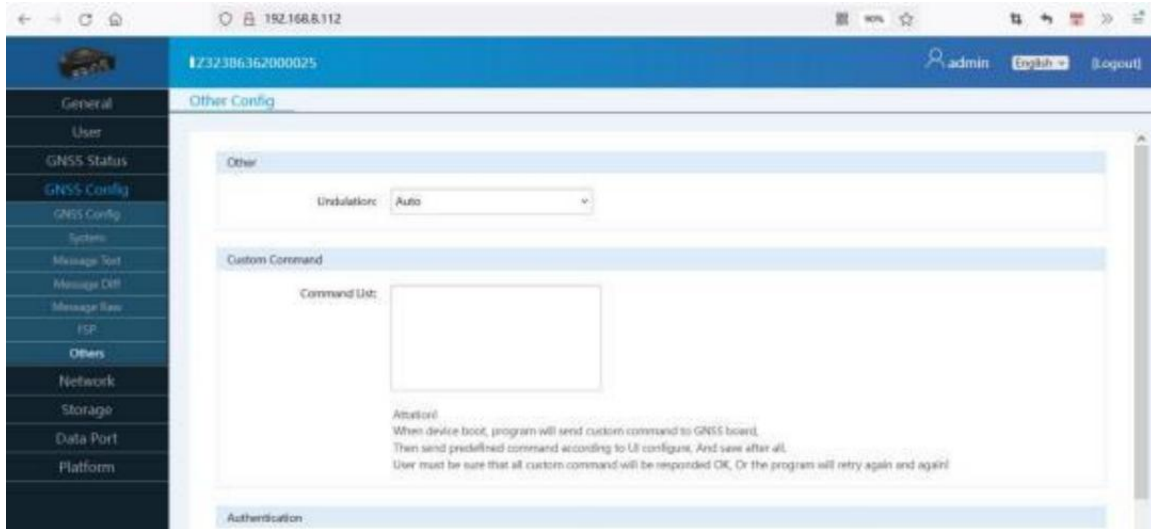 192.168.8.112
90%
Z32386362000025
admin
English
[Logout]
General
User
GNSS Status
GNSS Config
GNSS Config
System
Message Text
Message Diff
Message Raw
Others
Network
Storage
Data Port
Platform
Other Config
Other
Undulation:
Auto
Custom Command
Command List:
Attation!
When device boot, program will send custom command to GNSS board,
Then send predefined command according to UI configure, And save after all.
User must be sure that all custom command will be responded OK, Or the program will retry again and again!
Authentication